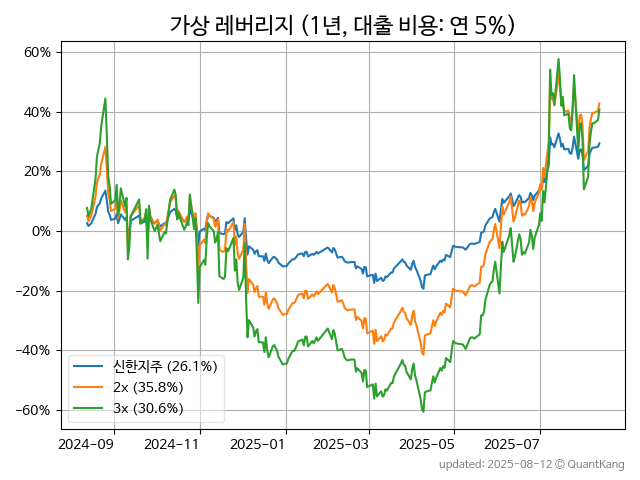 가상 레버리지 (1년, 대출 비용: 연 5%)
60%
40%
20%
0%
−20%
−40%
−60%
신한지주 (26.1%)
2x (35.8%)
3x (30.6%)
2024-09 2024-11 2025-01 2025-03 2025-05 2025-07
updated: 2025-08-12 © QuantKang